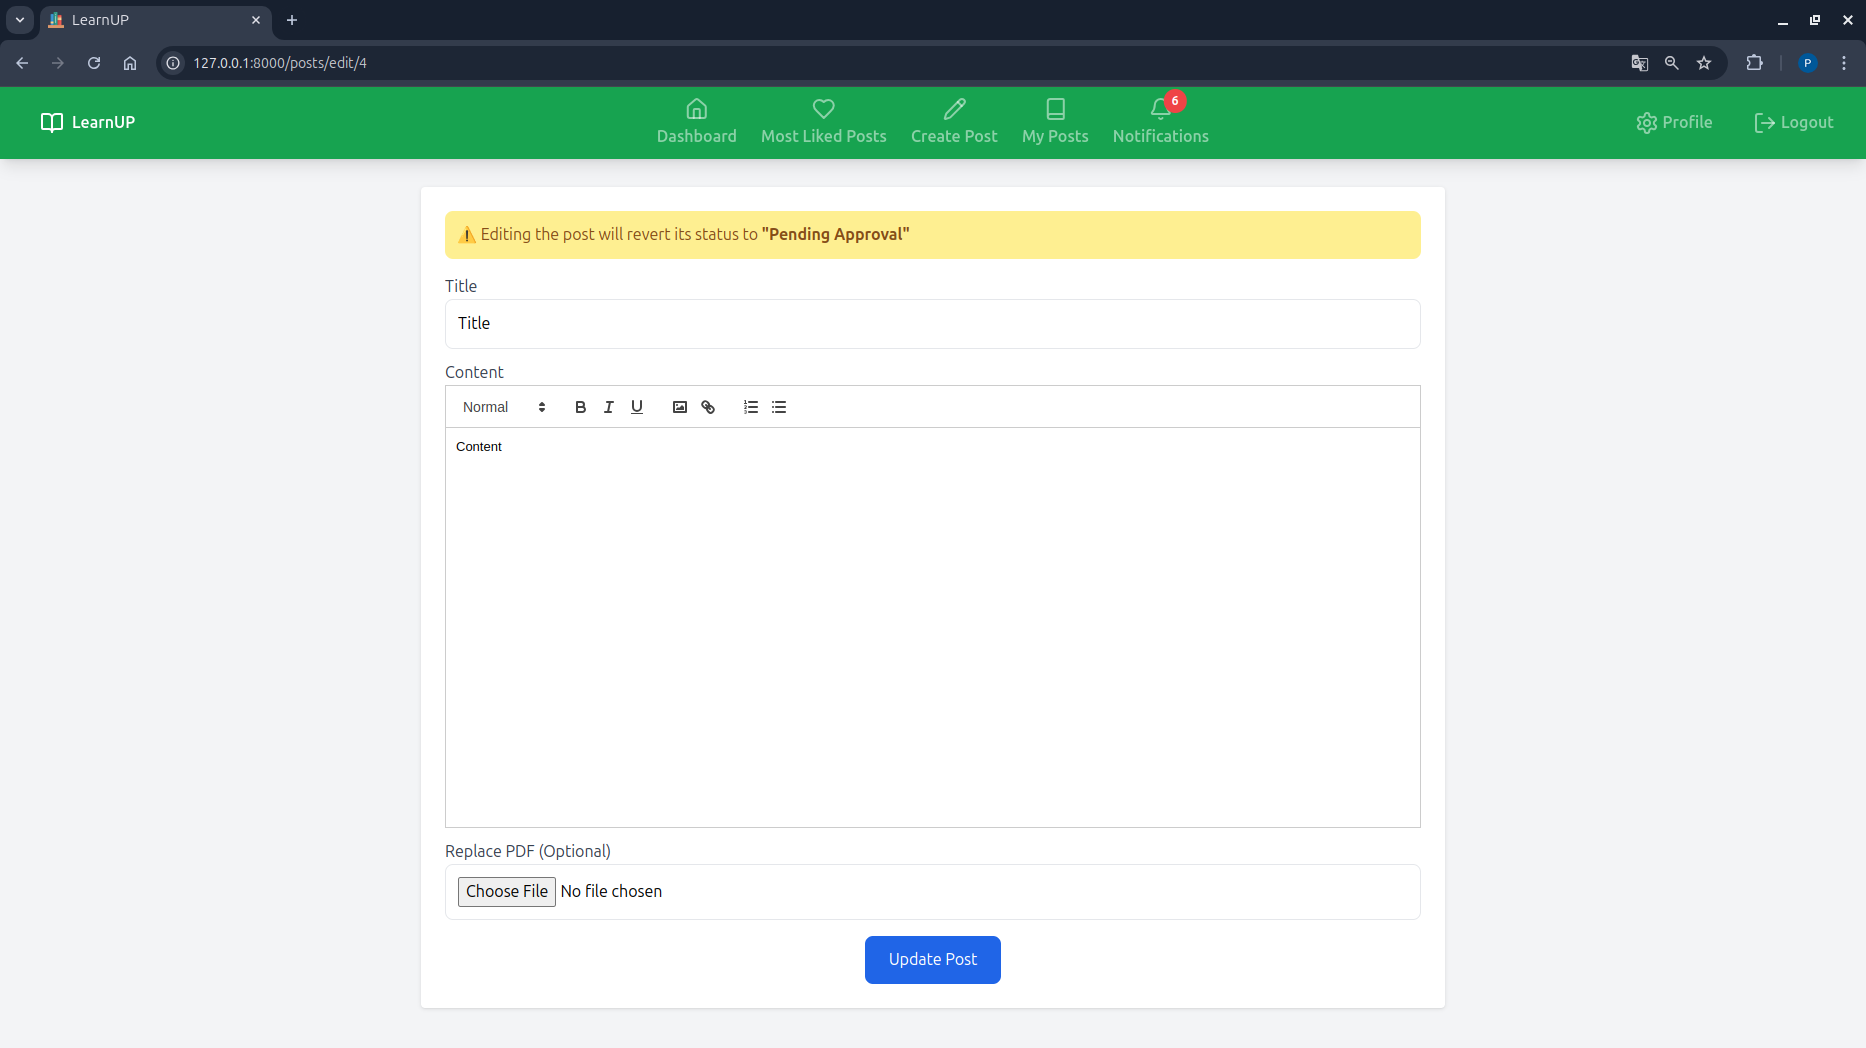 LearnUP
127.0.0.1:8000/posts/edit/4
P
LearnUP
Dashboard
Most Liked Posts
Create Post
My Posts
6
Notifications
Profile
Logout
⚠️ Editing the post will revert its status to "Pending Approval"
Title
Title
Content
Normal
B I U
Content
Replace PDF (Optional)
Choose File No file chosen
Update Post